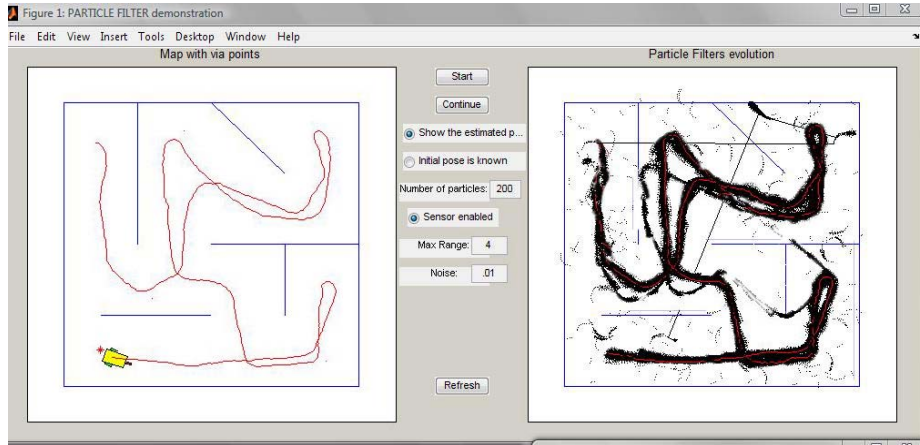 Figure 1: PARTICLE FILTER demonstration
File Edit View Insert Tools Desktop Window Help
Map with via points
Particle Filters evolution
Start
Continue
Show the estimated p...
Initial pose is known
Number of particles: 200
Sensor enabled
Max Range: 4
Noise: .01
Refresh